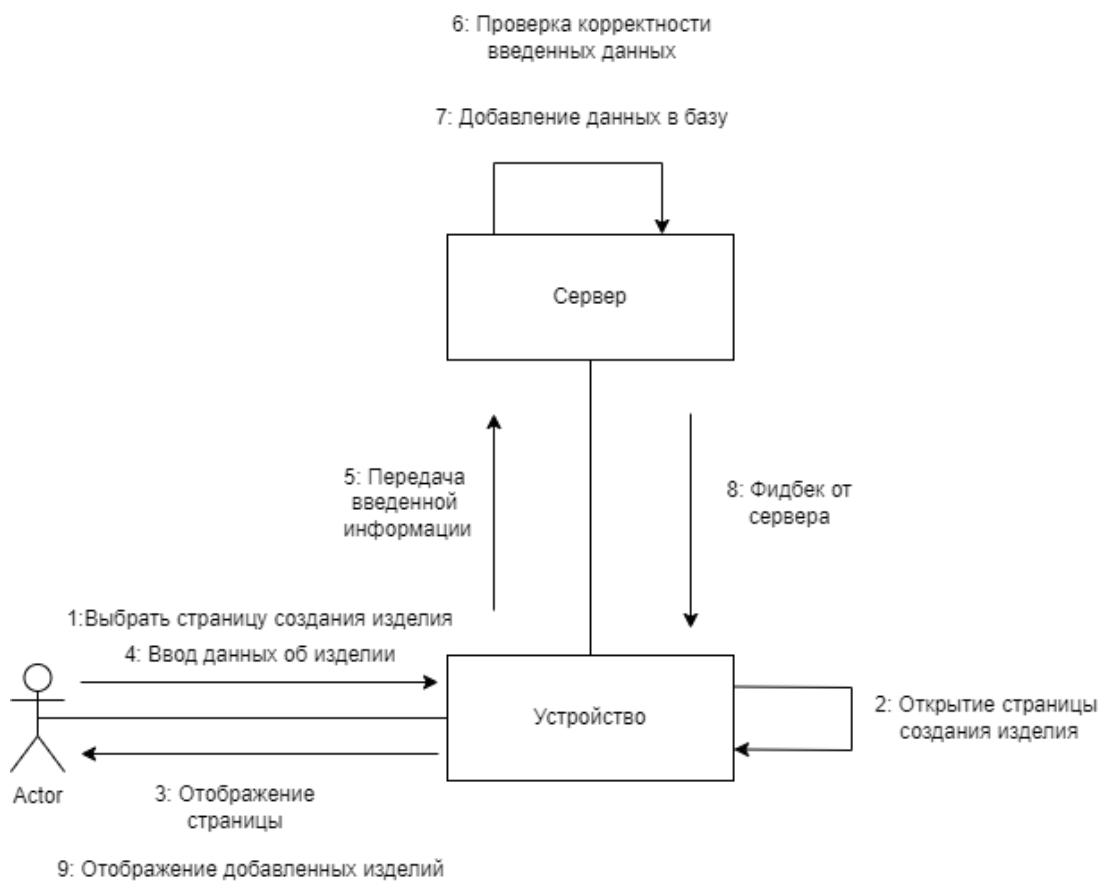 6: Проверка корректности
введенных данных
7: Добавление данных в базу
Сервер
5: Передача
введенной
информации
8: Фидбек от
сервера
1:Выбрать страницу создания изделия
4: Ввод данных об изделии
Устройство
2: Открытие страницы
создания изделия
Actor
3: Отображение
страницы
9: Отображение добавленных изделий